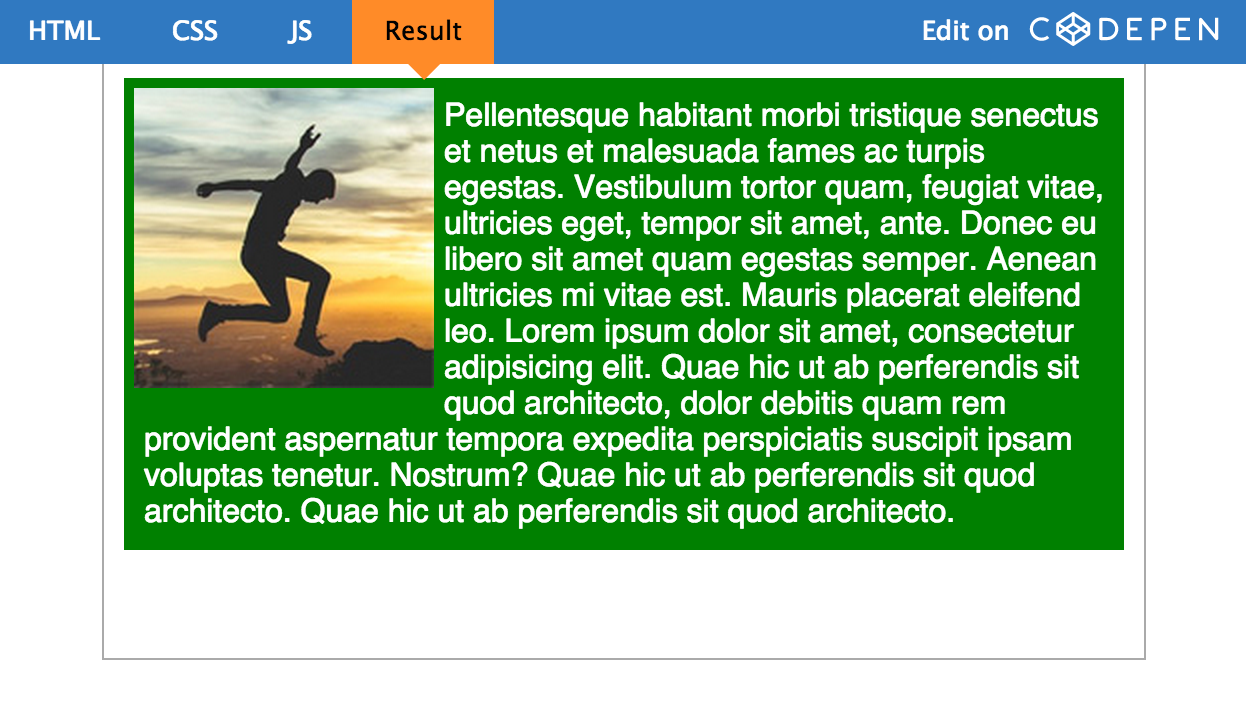 HTML CSS JS Result Edit on CODEPEN
Pellentesque habitant morbi tristique senectus
et netus et malesuada fames ac turpis
egestas. Vestibulum tortor quam, feugiat vitae,
ultricies eget, tempor sit amet, ante. Donec eu
libero sit amet quam egestas semper. Aenean
ultricies mi vitae est. Mauris placerat eleifend
leo. Lorem ipsum dolor sit amet, consectetur
adipisicing elit. Quae hic ut ab perferendis sit
quod architecto, dolor debitis quam rem
provident aspernatur tempora expedita perspiciatis suscipit ipsam
voluptas tenetur. Nostrum? Quae hic ut ab perferendis sit quod
architecto. Quae hic ut ab perferendis sit quod architecto.